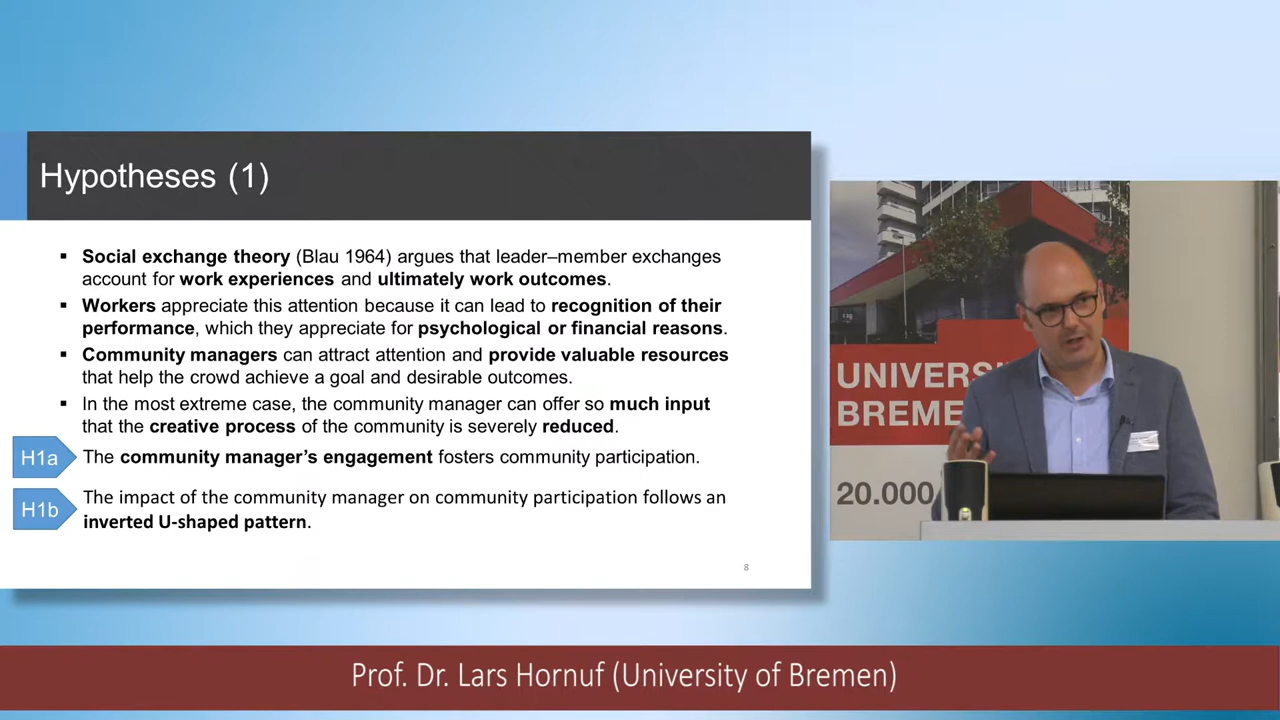 Hypotheses (1)
▪ Social exchange theory (Blau 1964) argues that leader–member exchanges
account for work experiences and ultimately work outcomes.
▪ Workers appreciate this attention because it can lead to recognition of their
performance, which they appreciate for psychological or financial reasons.
▪ Community managers can attract attention and provide valuable resources
that help the crowd achieve a goal and desirable outcomes.
▪ In the most extreme case, the community manager can offer so much input
that the creative process of the community is severely reduced.
H1a The community manager's engagement fosters community participation.
H1b The impact of the community manager on community participation follows an
inverted U-shaped pattern.
8
UNIVERS
BREME
20.000
Prof. Dr. Lars Hornuf (University of Bremen)